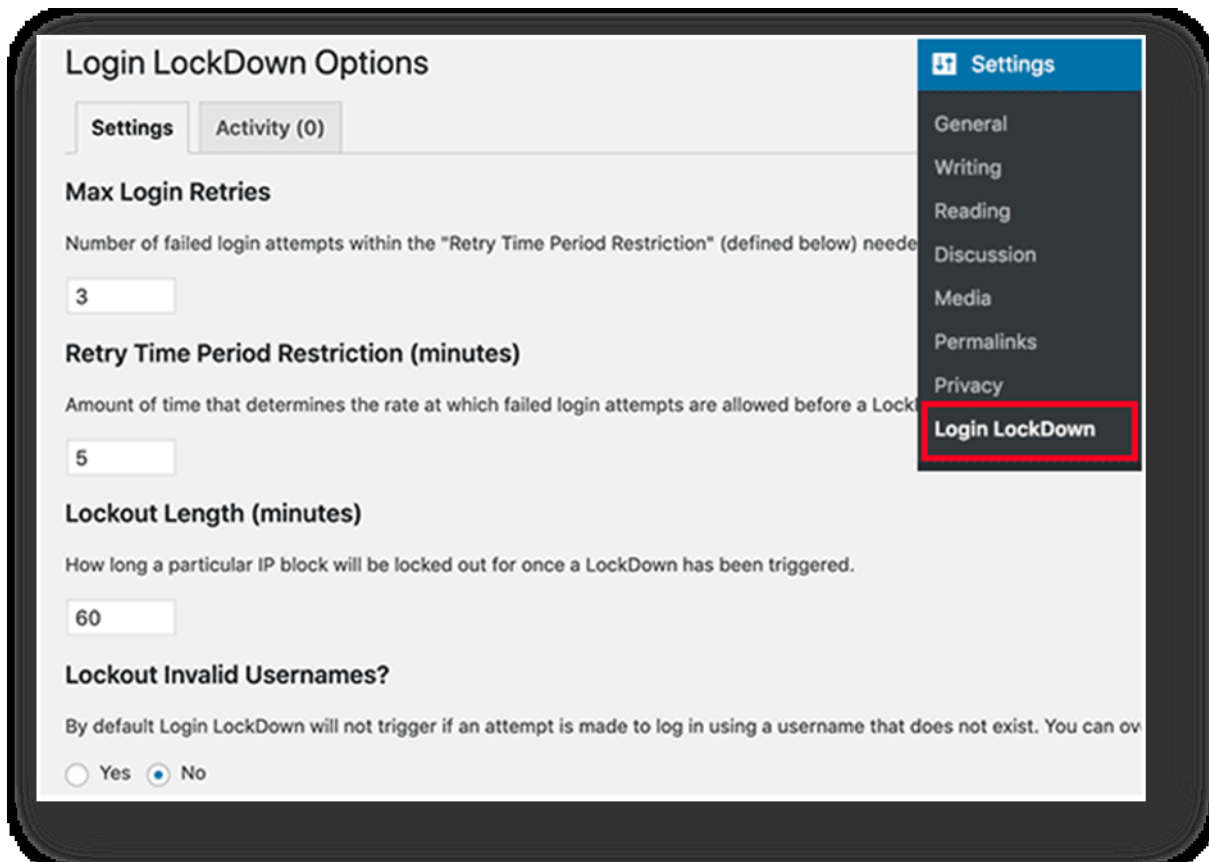 Login LockDown Options
Settings
Activity (0)
Max Login Retries
Number of failed login attempts within the "Retry Time Period Restriction" (defined below)
3
Retry Time Period Restriction (minutes)
Amount of time that determines the rate at which failed login attempts are allowed before a
5
Lockout Length (minutes)
How long a particular IP block will be locked out for once a LockDown has been triggered.
60
Lockout Invalid Usernames?
By default Login LockDown will not trigger if an attempt is made to log in using a username that does not exist. You can
Yes No
Settings
General
Writing
Reading
Discussion
Media
Permalinks
Privacy
Login LockDown